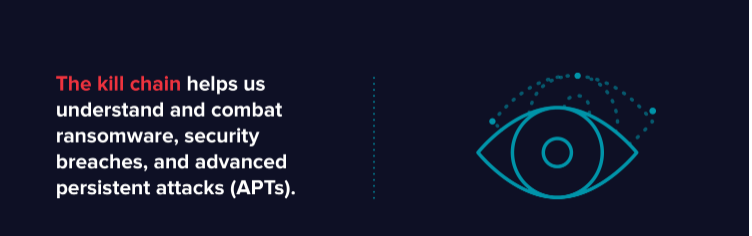 The kill chain helps us
understand and combat
ransomware, security
breaches, and advanced
persistent attacks (APTs).